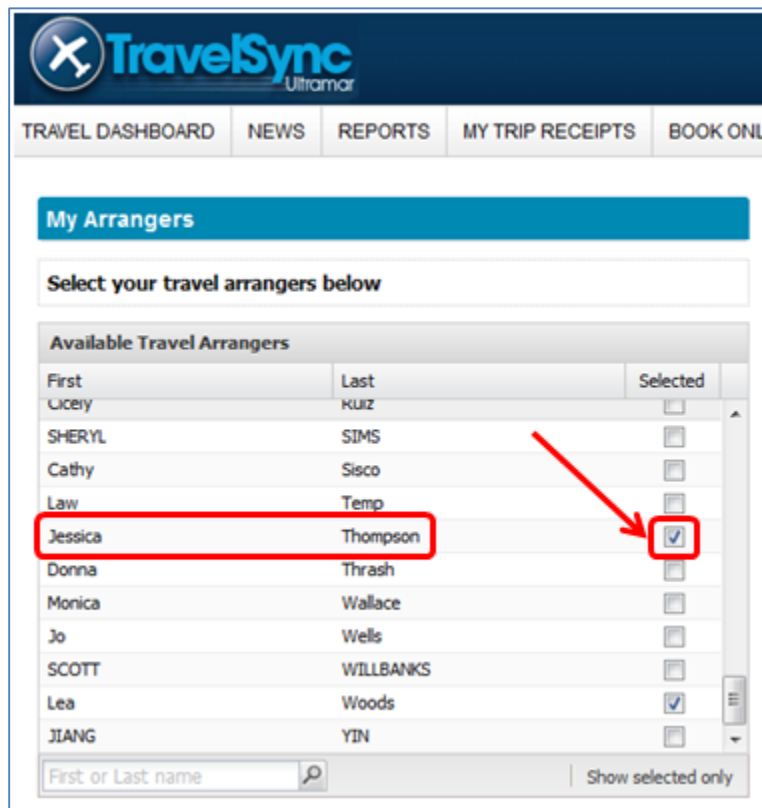 TravelSync
Ultramar
TRAVEL DASHBOARD NEWS REPORTS MY TRIP RECEIPTS BOOK ONL
My Arrangers
Select your travel arrangers below
Available Travel Arrangers
First Last Selected
Cicely Ruiz
SHERYL SIMS
Cathy Sisco
Law Temp
Jessica Thompson
Donna Thrash
Monica Wallace
Jo Wells
SCOTT WILLBANKS
Lea Woods
JIANG YIN
First or Last name Show selected only